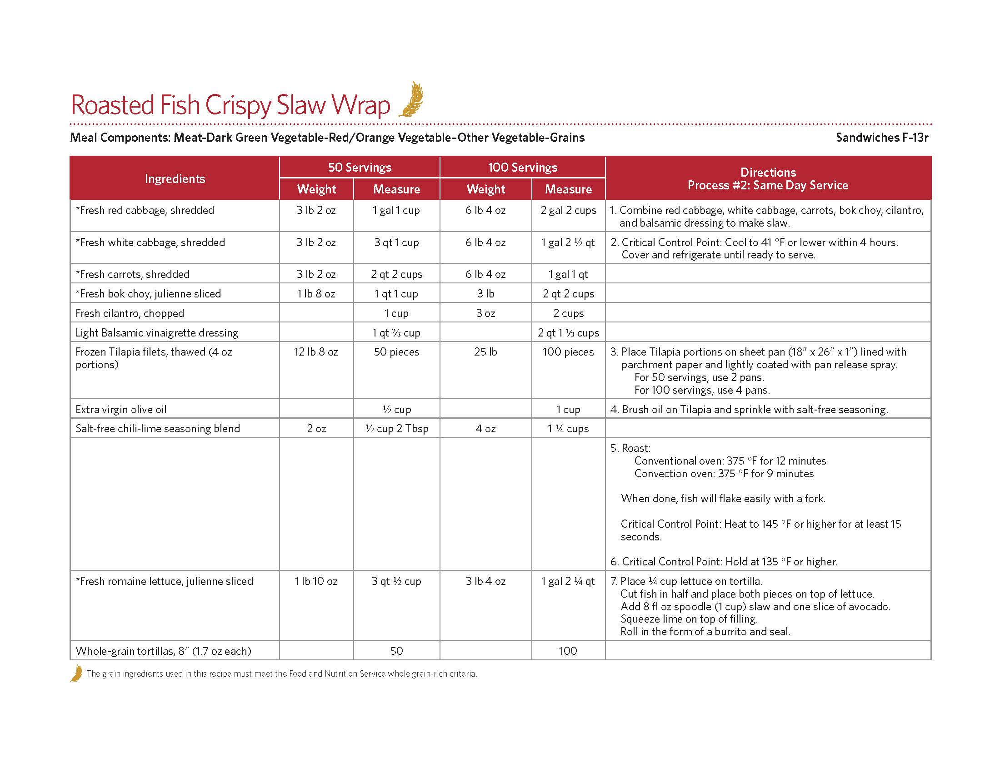 Roasted Fish Crispy Slaw Wrap
Meal Components: Meat-Dark Green Vegetable-Red/Orange Vegetable–Other Vegetable-Grains
Sandwiches F-13r
Ingredients
50 Servings
100 Servings
Directions
Process #2: Same Day Service
Weight
Measure
Weight
Measure
*Fresh red cabbage, shredded
3 lb 2 oz
1 gal 1 cup
6 lb 4 oz
2 gal 2 cups
1. Combine red cabbage, white cabbage, carrots, bok choy, cilantro,
and balsamic dressing to make slaw.
*Fresh white cabbage, shredded
3 lb 2 oz
3 qt 1 cup
6 lb 4 oz
1 gal 2 ½ qt
2. Critical Control Point: Cool to 41 °F or lower within 4 hours.
Cover and refrigerate until ready to serve.
*Fresh carrots, shredded
3 lb 2 oz
2 qt 2 cups
6 lb 4 oz
1 gal 1 qt
*Fresh bok choy, julienne sliced
1 lb 8 oz
1 qt 1 cup
3 lb
2 qt 2 cups
Fresh cilantro, chopped
1 cup
3 oz
2 cups
Light Balsamic vinaigrette dressing
1 qt ⅔ cup
2 qt 1 ⅓ cups
Frozen Tilapia filets, thawed (4 oz
portions)
12 lb 8 oz
50 pieces
25 lb
100 pieces
3. Place Tilapia portions on sheet pan (18” x 26” x 1”) lined with
parchment paper and lightly coated with pan release spray.
For 50 servings, use 2 pans.
For 100 servings, use 4 pans.
Extra virgin olive oil
½ cup
1 cup
4. Brush oil on Tilapia and sprinkle with salt-free seasoning.
Salt-free chili-lime seasoning blend
2 oz
½ cup 2 Tbsp
4 oz
1 ¼ cups
5. Roast:
Conventional oven: 375 °F for 12 minutes
Convection oven: 375 °F for 9 minutes
When done, fish will flake easily with a fork.
Critical Control Point: Heat to 145 °F or higher for at least 15
seconds.
6. Critical Control Point: Hold at 135 °F or higher.
*Fresh romaine lettuce, julienne sliced
1 lb 10 oz
3 qt ½ cup
3 lb 4 oz
1 gal 2 ¼ qt
7. Place ¼ cup lettuce on tortilla.
Cut fish in half and place both pieces on top of lettuce.
Add 8 fl oz spoodle (1 cup) slaw and one slice of avocado.
Squeeze lime on top of filling.
Roll in the form of a burrito and seal.
Whole-grain tortillas, 8” (1.7 oz each)
50
100
The grain ingredients used in this recipe must meet the Food and Nutrition Service whole grain-rich criteria.